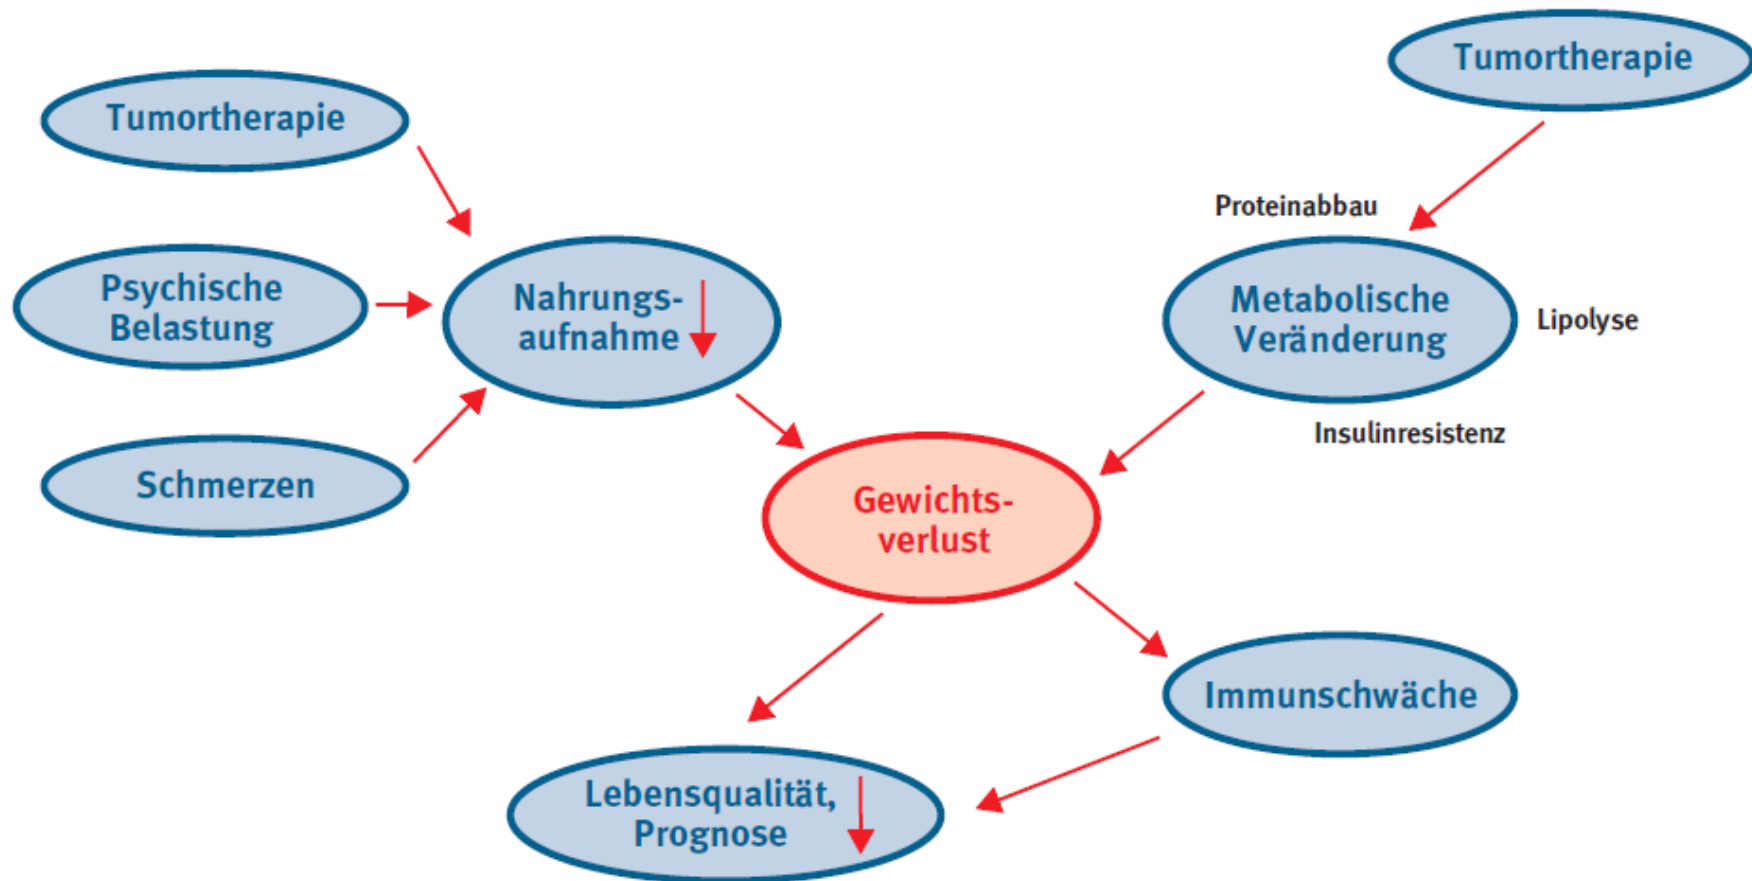 Tumortherapie
Tumortherapie
Proteinabbau
Psychische
Belastung
Nahrungs-
aufnahme
Metabolische
Veränderung
Lipolyse
Insulinresistenz
Schmerzen
Gewichts-
verlust
Immunschwäche
Lebensqualität,
Prognose